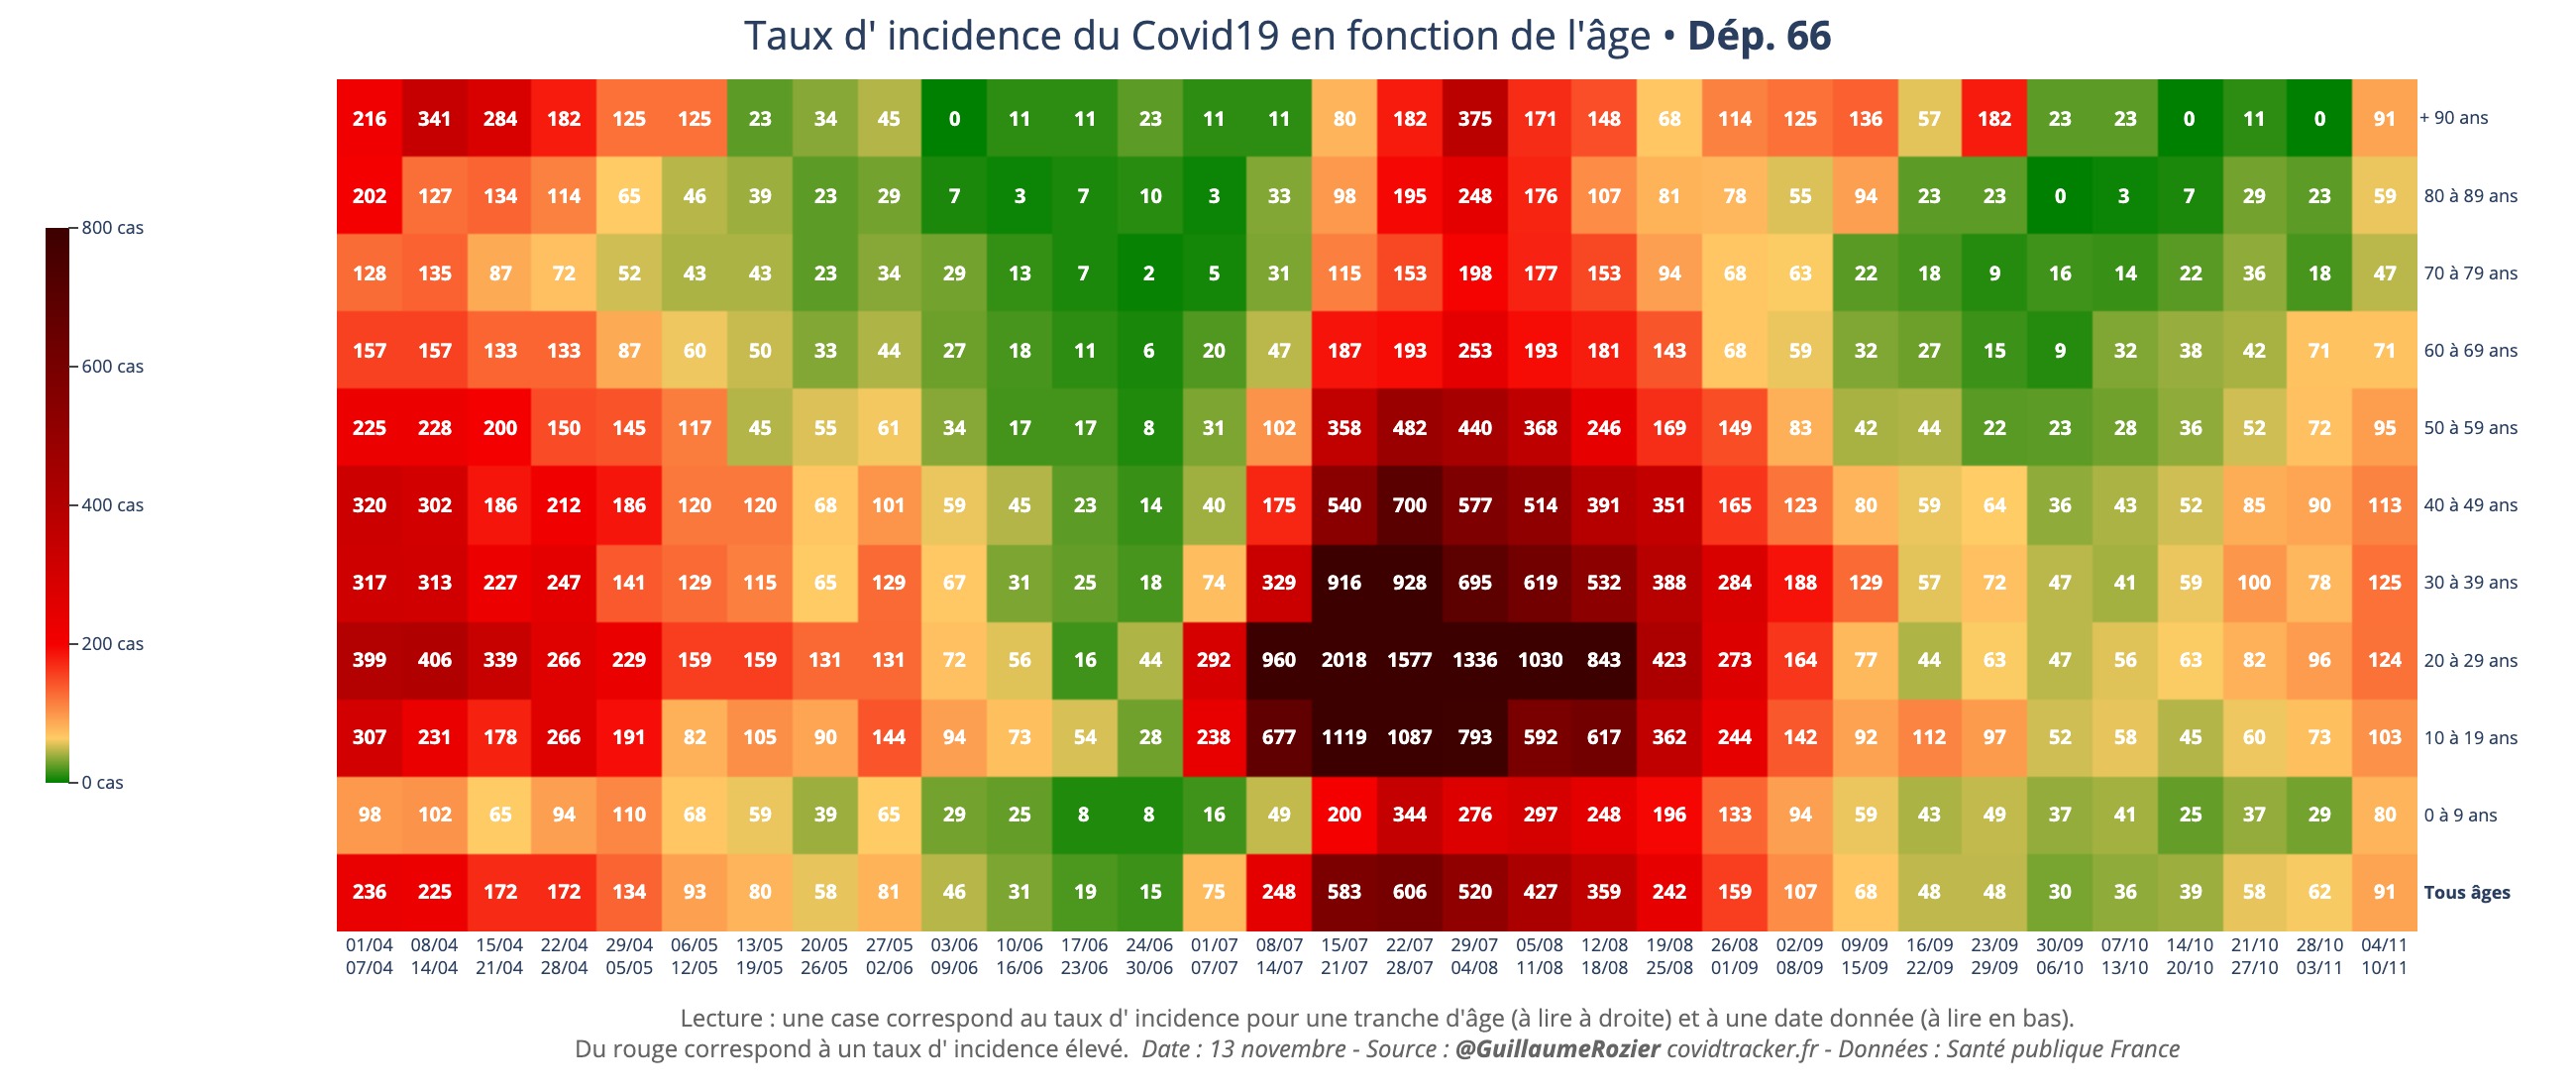 Taux d' incidence du Covid19 en fonction de l'âge • Dép. 66
216 341 284 182 125 125 23 34 45 0 11 11 23 11 11 80 182 375 171 148 68 114 125 136 57 182 23 23 0 11 0 91 + 90 ans
202 127 134 114 65 46 39 23 29 7 3 7 10 3 33 98 195 248 176 107 81 78 55 94 23 23 0 3 7 29 23 59 80 à 89 ans
128 135 87 72 52 43 43 23 34 29 13 7 2 5 31 115 153 198 177 153 94 68 63 22 18 9 16 14 22 36 18 47 70 à 79 ans
157 157 133 133 87 60 50 33 44 27 18 11 6 20 47 187 193 253 193 181 143 68 59 32 27 15 9 32 38 42 71 71 60 à 69 ans
225 228 200 150 145 117 45 55 61 34 17 17 8 31 102 358 482 440 368 246 169 149 83 42 44 22 23 28 36 52 72 95 50 à 59 ans
320 302 186 212 186 120 120 68 101 59 45 23 14 40 175 540 700 577 514 391 351 165 123 80 59 64 36 43 52 85 90 113 40 à 49 ans
317 313 227 247 141 129 115 65 129 67 31 25 18 74 329 916 928 695 619 532 388 284 188 129 57 72 47 41 59 100 78 125 30 à 39 ans
399 406 339 266 229 159 159 131 131 72 56 16 44 292 960 2018 1577 1336 1030 843 423 273 164 77 44 63 47 56 63 82 96 124 20 à 29 ans
307 231 178 266 191 82 105 90 144 94 73 54 28 238 677 1119 1087 793 592 617 362 244 142 92 112 97 52 58 45 60 73 103 10 à 19 ans
98 102 65 94 110 68 59 39 65 29 25 8 8 16 49 200 344 276 297 248 196 133 94 59 43 49 37 41 25 37 29 80 0 à 9 ans
236 225 172 172 134 93 80 58 81 46 31 19 15 75 248 583 606 520 427 359 242 159 107 68 48 48 30 36 39 58 62 91 Tous âges
800 cas
600 cas
400 cas
200 cas
0 cas
01/04 08/04 15/04 22/04 29/04 06/05 13/05 20/05 27/05 03/06 10/06 17/06 24/06 01/07 08/07 15/07 22/07 29/07 05/08 12/08 19/08 26/08 02/09 09/09 16/09 23/09 30/09 07/10 14/10 21/10 28/10 04/11
07/04 14/04 21/04 28/04 05/05 12/05 19/05 26/05 02/06 09/06 16/06 23/06 30/06 07/07 14/07 21/07 28/07 04/08 11/08 18/08 25/08 01/09 08/09 15/09 22/09 29/09 06/10 13/10 20/10 27/10 03/11 10/11
Lecture : une case correspond au taux d' incidence pour une tranche d'âge (à lire à droite) et à une date donnée (à lire en bas).
Du rouge correspond à un taux d' incidence élevé. Date : 13 novembre - Source : @GuillaumeRozier covidtracker.fr - Données : Santé publique France